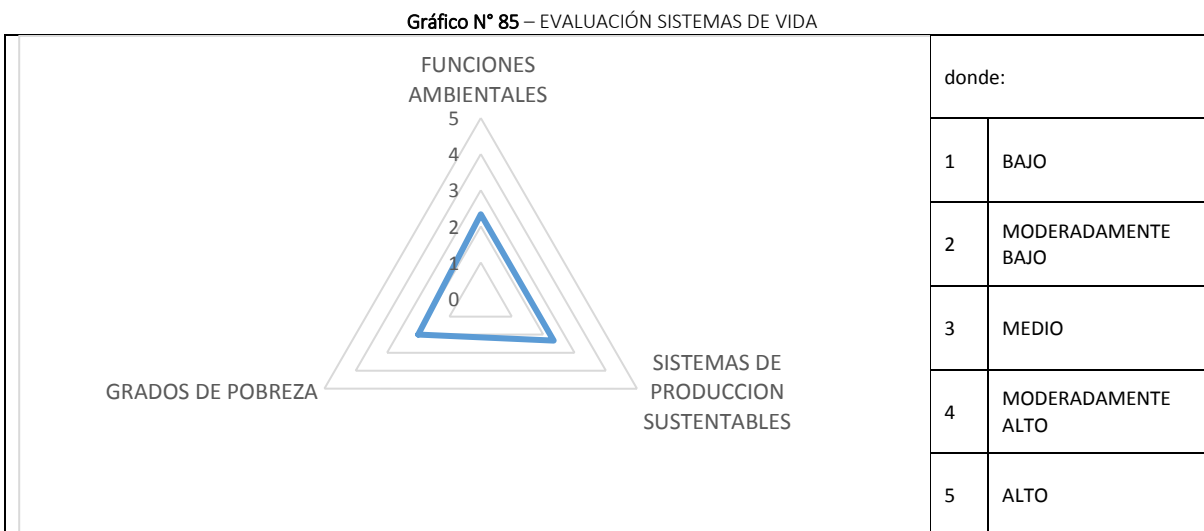 Gráfico N° 85 – EVALUACIÓN SISTEMAS DE VIDA
FUNCIONES
AMBIENTALES
5
4
3
2
1
0
GRADOS DE POBREZA
SISTEMAS DE
PRODUCCION
SUSTENTABLES
donde:
1 BAJO
2 MODERADAMENTE
BAJO
3 MEDIO
4 MODERADAMENTE
ALTO
5 ALTO